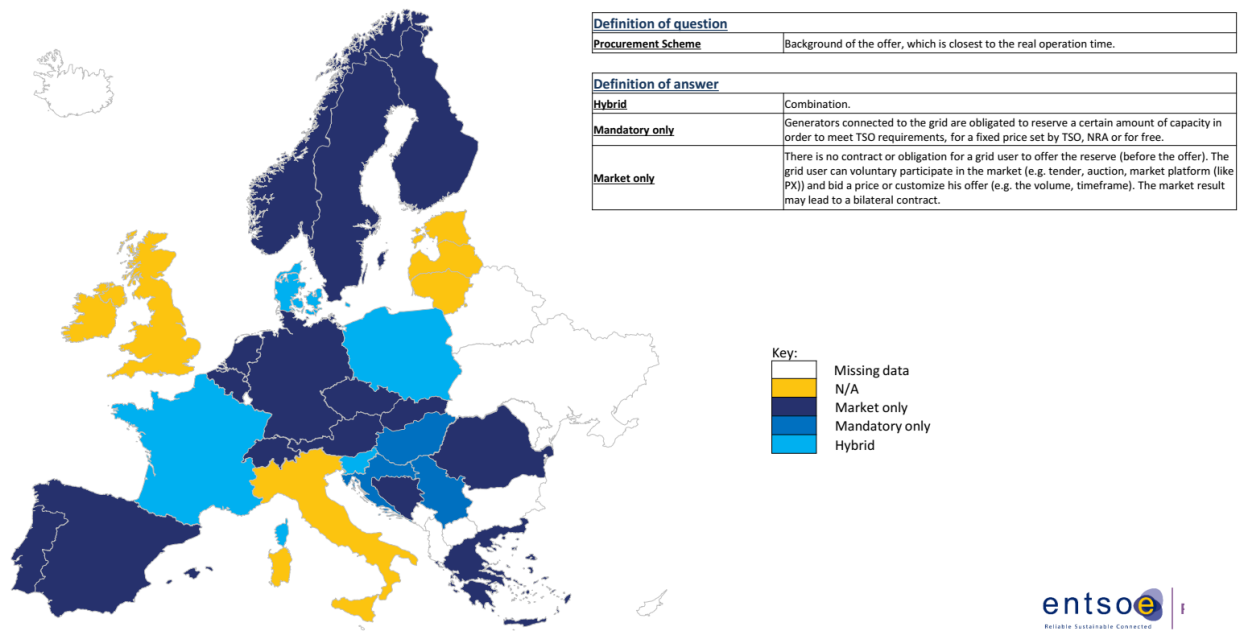 Definition of question
Procurement Scheme Background of the offer, which is closest to the real operation time.
Definition of answer
Hybrid Combination.
Mandatory only Generators connected to the grid are obligated to reserve a certain amount of capacity in
order to meet TSO requirements, for a fixed price set by TSO, NRA or for free.
Market only There is no contract or obligation for a grid user to offer the reserve (before the offer). The
grid user can voluntary participate in the market (e.g. tender, auction, market platform (like
PX)) and bid a price or customize his offer (e.g. the volume, timeframe). The market result
may lead to a bilateral contract.
Key:
Missing data
N/A
Market only
Mandatory only
Hybrid
entsoe
Reliable Sustainable Connected